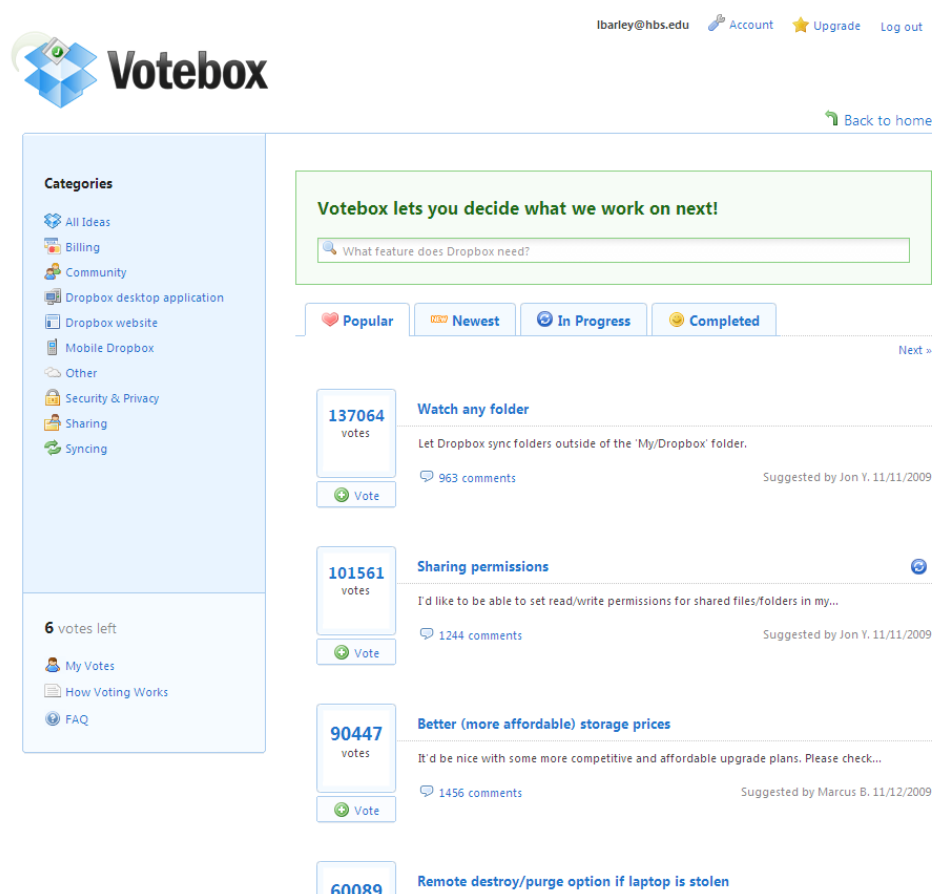 lbarley@hbs.edu Account Upgrade Log out
Votebox
Back to home
Categories
All Ideas
Billing
Community
Dropbox desktop application
Dropbox website
Mobile Dropbox
Other
Security & Privacy
Sharing
Syncing
6 votes left
My Votes
How Voting Works
FAQ
Votebox lets you decide what we work on next!
What feature does Dropbox need?
Popular NEW Newest In Progress Completed
Next »
137064
votes
Vote
Watch any folder
Let Dropbox sync folders outside of the 'My/Dropbox' folder.
963 comments Suggested by Jon Y. 11/11/2009
101561
votes
Vote
Sharing permissions
I'd like to be able to set read/write permissions for shared files/folders in my...
1244 comments Suggested by Jon Y. 11/11/2009
90447
votes
Vote
Better (more affordable) storage prices
It'd be nice with some more competitive and affordable upgrade plans. Please check...
1456 comments Suggested by Marcus B. 11/12/2009
60089
Remote destroy/purge option if laptop is stolen